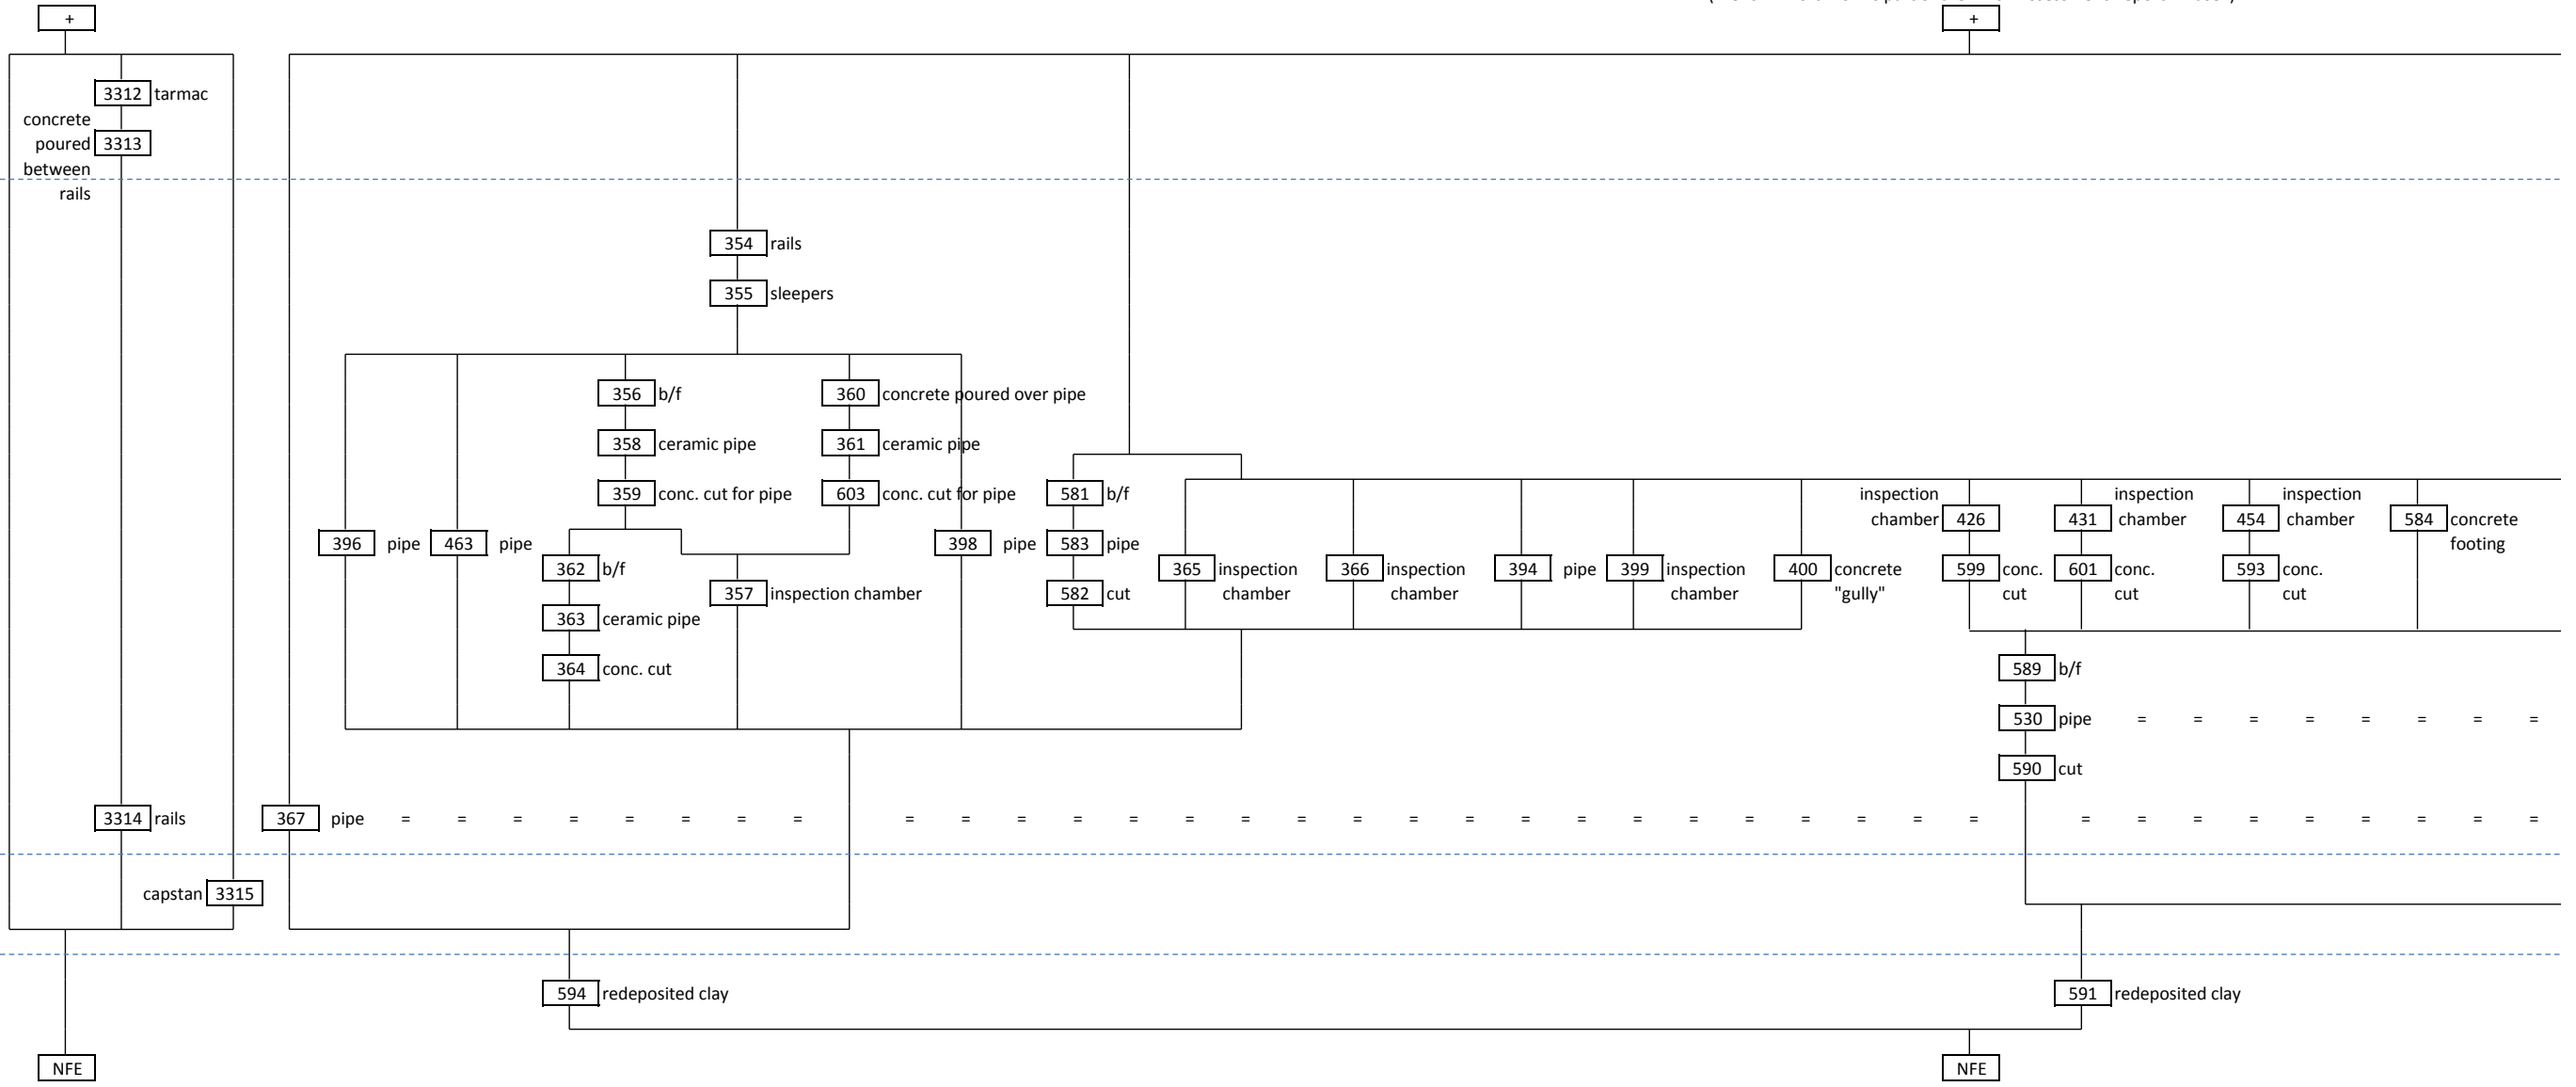 +
+
3312 tarmac
concrete
poured 3313
between
rails
354 rails
355 sleepers
356 b/f
360 concrete poured over pipe
358 ceramic pipe
361 ceramic pipe
359 conc. cut for pipe
603 conc. cut for pipe
581 b/f
inspection
chamber 426
inspection
431 chamber
inspection
454 chamber
584 concrete
footing
396 pipe
463 pipe
398 pipe
583 pipe
362 b/f
365 inspection
chamber
366 inspection
chamber
394 pipe
399 inspection
chamber
400 concrete
"gully"
599 conc.
cut
601 conc.
cut
593 conc.
cut
357 inspection chamber
582 cut
363 ceramic pipe
364 conc. cut
589 b/f
530 pipe = = = = = = = =
590 cut
3314 rails
367 pipe = = = = = = = = = = = = = = = = = = = = = = = = = = = = = = = = = = = =
capstan 3315
594 redeposited clay
591 redeposited clay
NFE
NFE